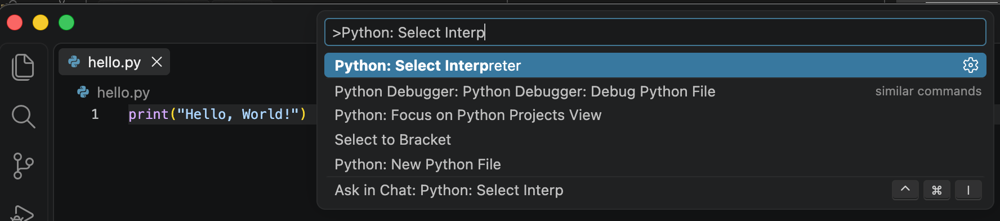 hello.py
hello.py
1 print("Hello, World!")
>Python: Select Interp
Python: Select Interpreter
Python Debugger: Python Debugger: Debug Python File similar commands
Python: Focus on Python Projects View
Select to Bracket
Python: New Python File
Ask in Chat: Python: Select Interp ^ ⌘ I